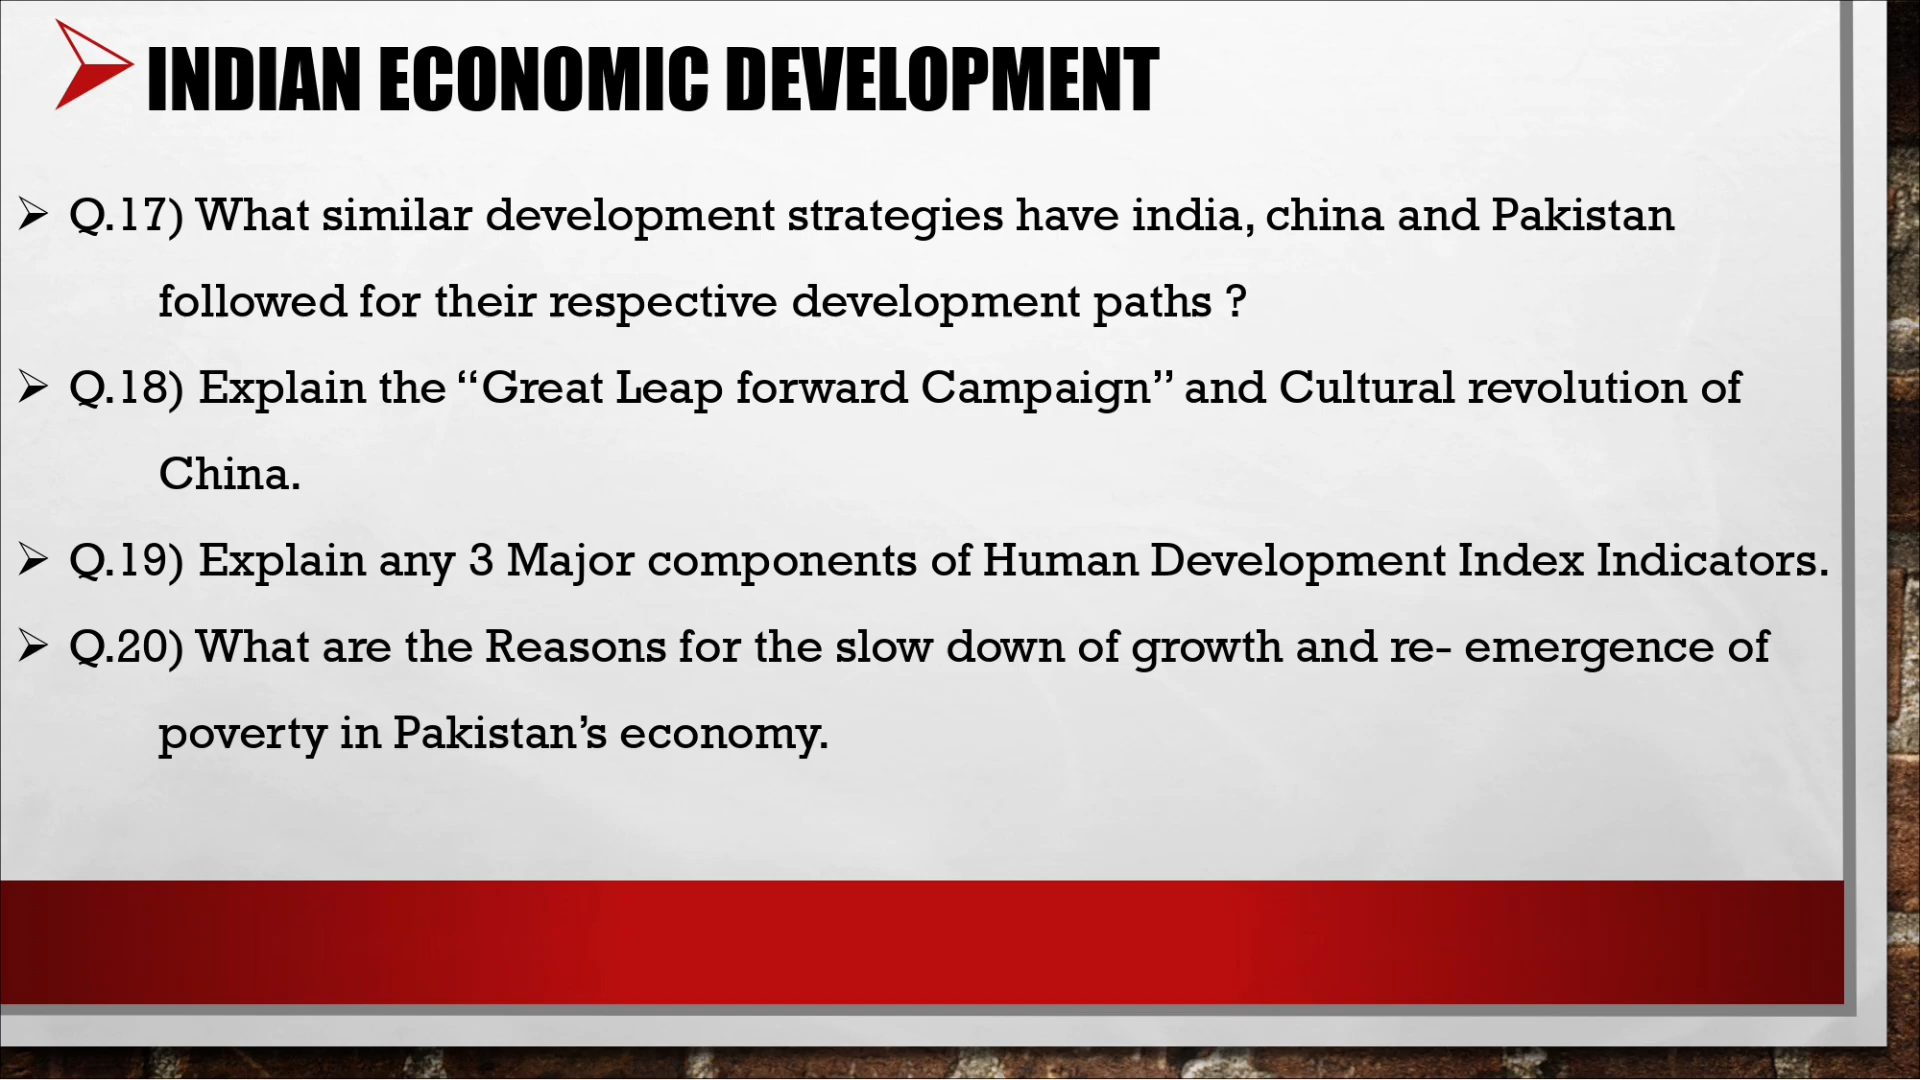 INDIAN ECONOMIC DEVELOPMENT
Q.17) What similar development strategies have india, china and Pakistan
followed for their respective development paths ?
Q.18) Explain the “Great Leap forward Campaign” and Cultural revolution of
China.
Q.19) Explain any 3 Major components of Human Development Index Indicators.
Q.20) What are the Reasons for the slow down of growth and re- emergence of
poverty in Pakistan’s economy.